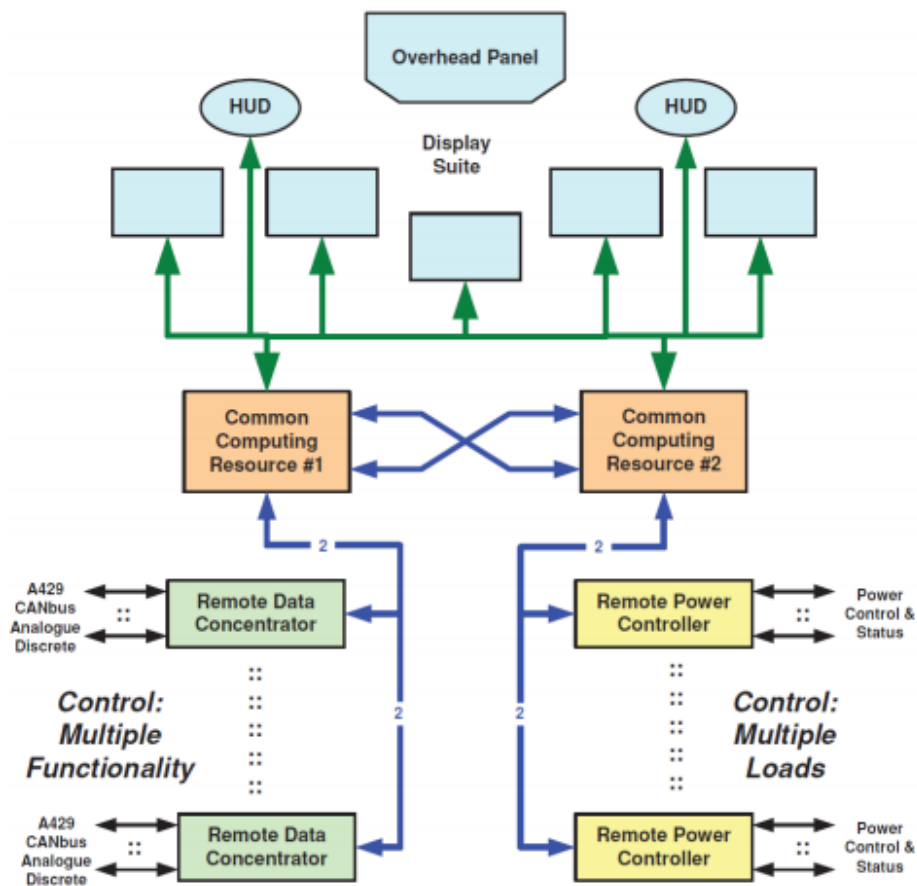 Overhead Panel
HUD
HUD
Display
Suite
Common
Computing
Resource #1
Common
Computing
Resource #2
2
2
A429
CANbus
Analogue
Discrete
Remote Data
Concentrator
Remote Power
Controller
Power
Control &
Status
Control:
Multiple
Functionality
2
2
Control:
Multiple
Loads
A429
CANbus
Analogue
Discrete
Remote Data
Concentrator
Remote Power
Controller
Power
Control &
Status